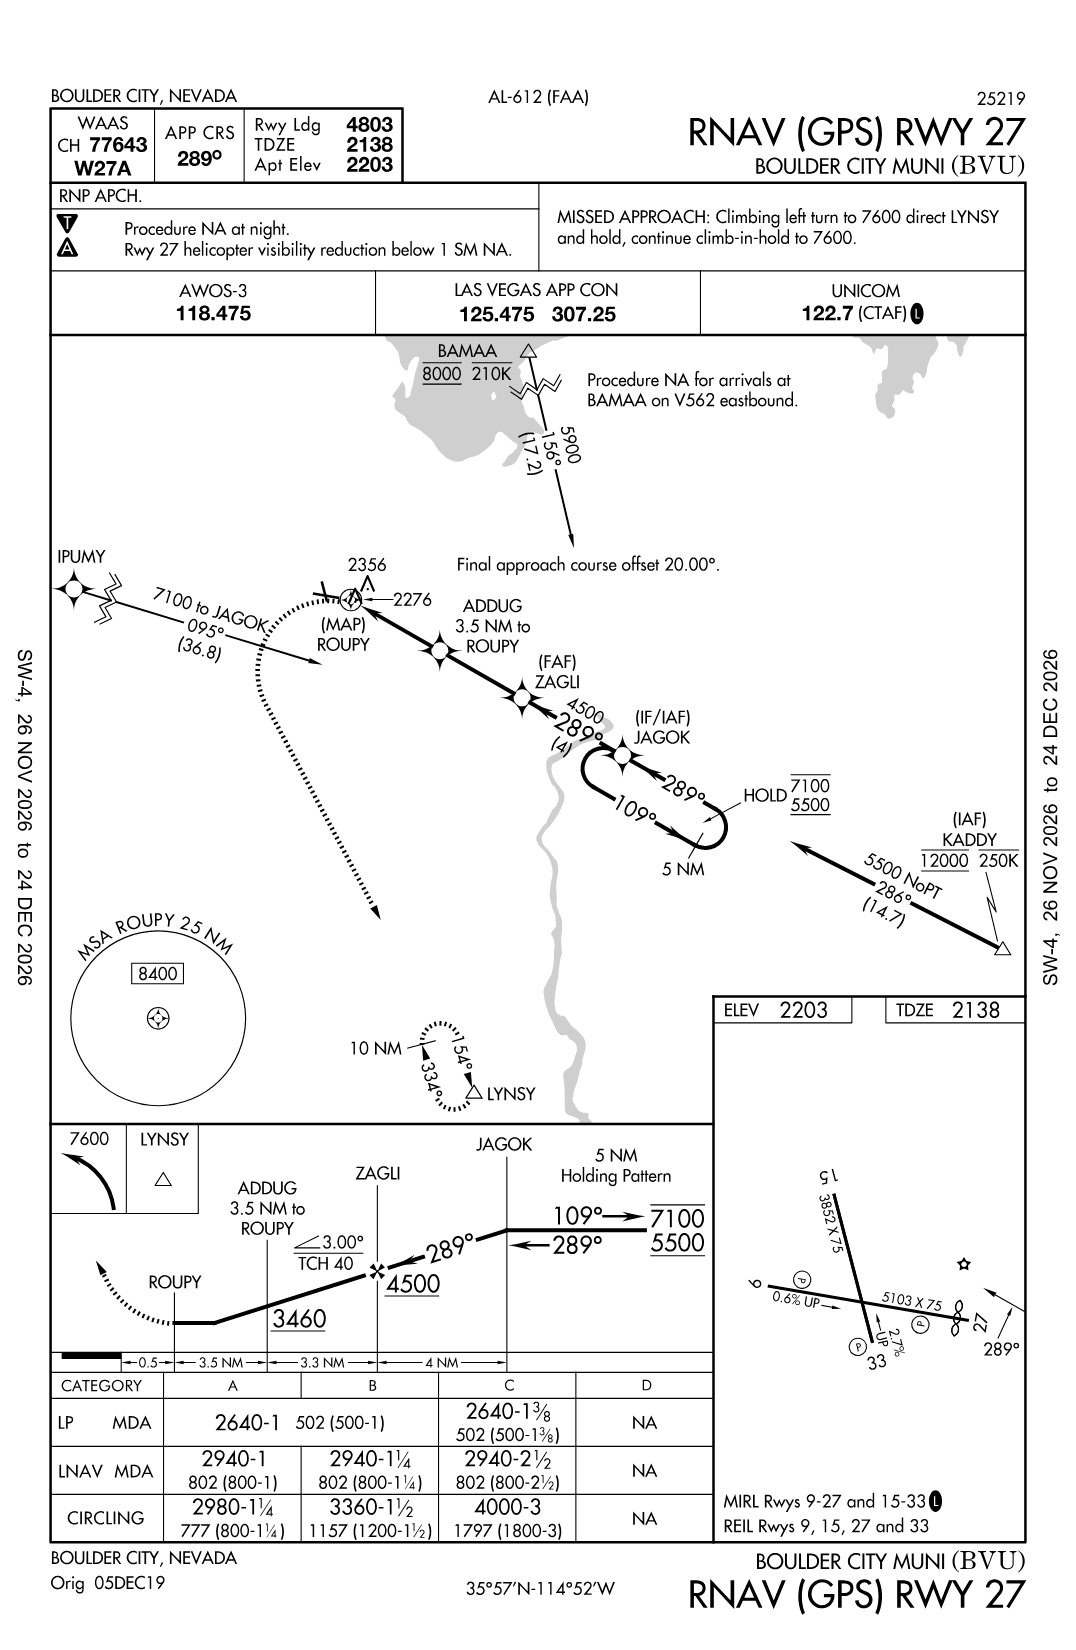 BOULDER CITY, NEVADA
AL-612 (FAA)
25219
WAAS
CH 77643
W27A
APP CRS
289°
Rwy Ldg 4803
TDZE 2138
Apt Elev 2203
RNAV (GPS) RWY 27
BOULDER CITY MUNI (BVU)
RNP APCH.
T
A
Procedure NA at night.
Rwy 27 helicopter visibility reduction below 1 SM NA.
MISSED APPROACH: Climbing left turn to 7600 direct LYNSY
and hold, continue climb-in-hold to 7600.
AWOS-3
118.475
LAS VEGAS APP CON
125.475 307.25
UNICOM
122.7 (CTAF) L
BAMAA
8000 210K
Procedure NA for arrivals at
BAMAA on V562 eastbound.
5900
156°
(17.2)
IPUMY
7100 to JAGOK
095°
(36.8)
2356
2276
(MAP)
ROUPY
Final approach course offset 20.00°.
ADDUG
3.5 NM to
ROUPY
(FAF)
ZAGLI
4500
289°
(4)
(IF/IAF)
JAGOK
289°
109°
HOLD 7100
5500
5 NM
(IAF)
KADDY
12000 250K
5500 NoPT
286°
(14.7)
MSA ROUPY 25 NM
8400
10 NM
154°
334°
LYNSY
SW-4, 26 NOV 2026 to 24 DEC 2026
SW-4, 26 NOV 2026 to 24 DEC 2026
ELEV 2203
TDZE 2138
15
3852 X 75
9
P
0.6% UP
5103 X 75
P
27
UP
2.7%
P
33
289°
MIRL Rwys 9-27 and 15-33 L
REIL Rwys 9, 15, 27 and 33
7600
LYNSY
JAGOK
5 NM
Holding Pattern
ZAGLI
ADDUG
3.5 NM to
ROUPY
109°
7100
289°
5500
3.00°
TCH 40
289°
4500
ROUPY
3460
0.5
3.5 NM
3.3 NM
4 NM
CATEGORY A B C D
LP MDA 2640-1 502 (500-1) 2640-1⅜ NA
502 (500-1⅜)
LNAV MDA 2940-1 2940-1¼ 2940-2½ NA
802 (800-1) 802 (800-1¼) 802 (800-2½)
CIRCLING 2980-1¼ 3360-1½ 4000-3 NA
777 (800-1¼) 1157 (1200-1½) 1797 (1800-3)
BOULDER CITY, NEVADA
Orig 05DEC19
35°57'N-114°52'W
BOULDER CITY MUNI (BVU)
RNAV (GPS) RWY 27